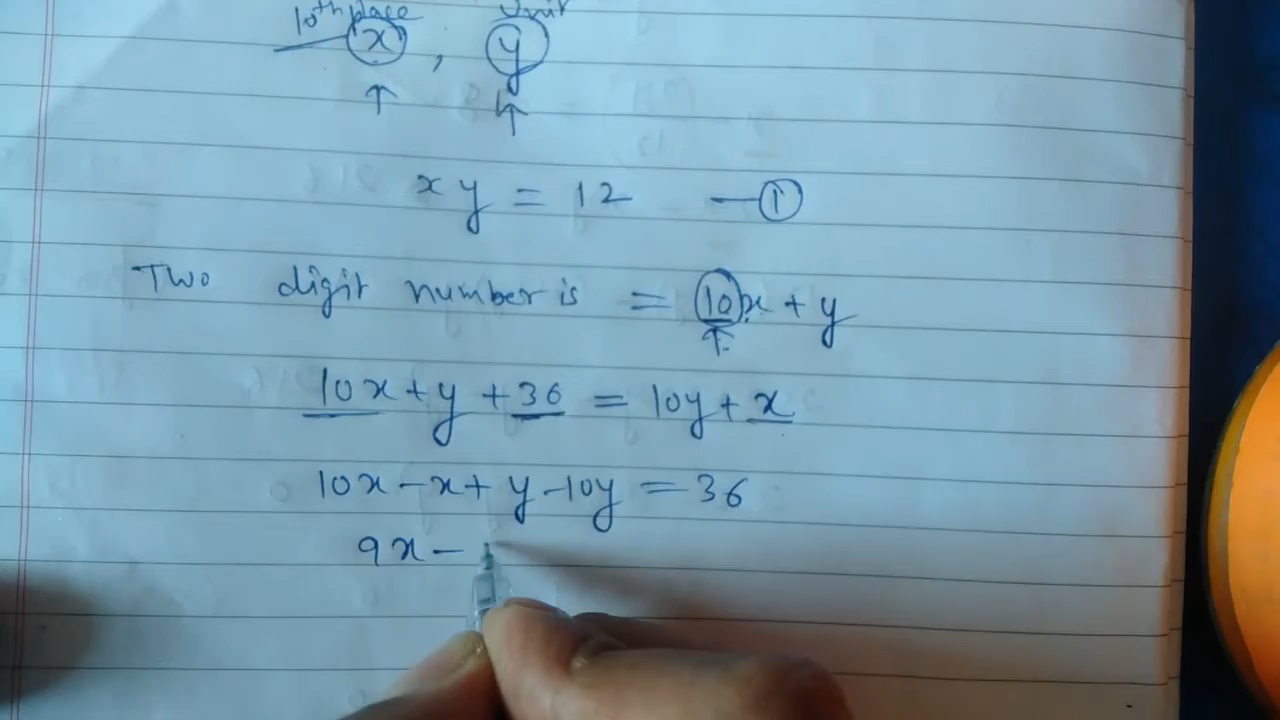 10th place Unit
x , y
xy = 12 — 1
Two digit number is = 10x + y
10x + y + 36 = 10y + x
10x - x + y - 10y = 36
9x -